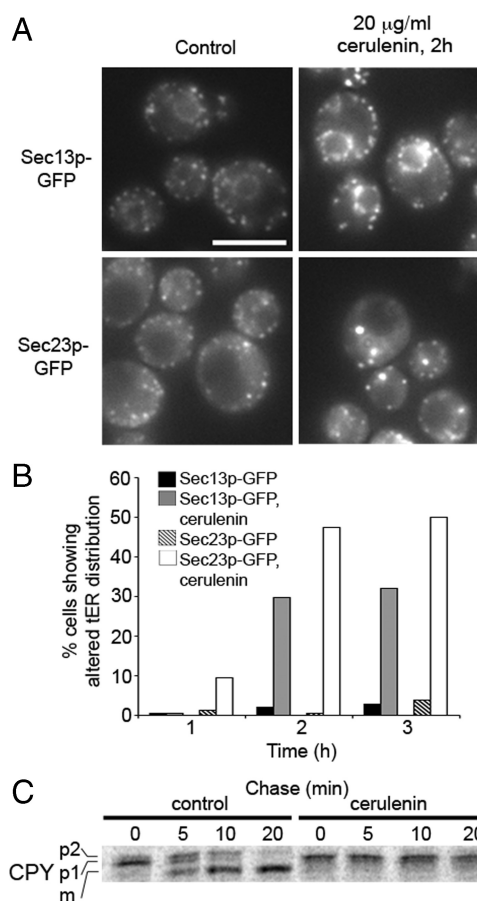 A
Control
20 µg/ml
cerulenin, 2h
Sec13p-
GFP
Sec23p-
GFP
B
60
50
40
30
20
10
0
% cells showing
altered tER distribution
Sec13p-GFP
Sec13p-GFP,
cerulenin
Sec23p-GFP
Sec23p-GFP,
cerulenin
1 2 3
Time (h)
C
Chase (min)
control cerulenin
0 5 10 20 0 5 10 20
p2
CPY p1
m